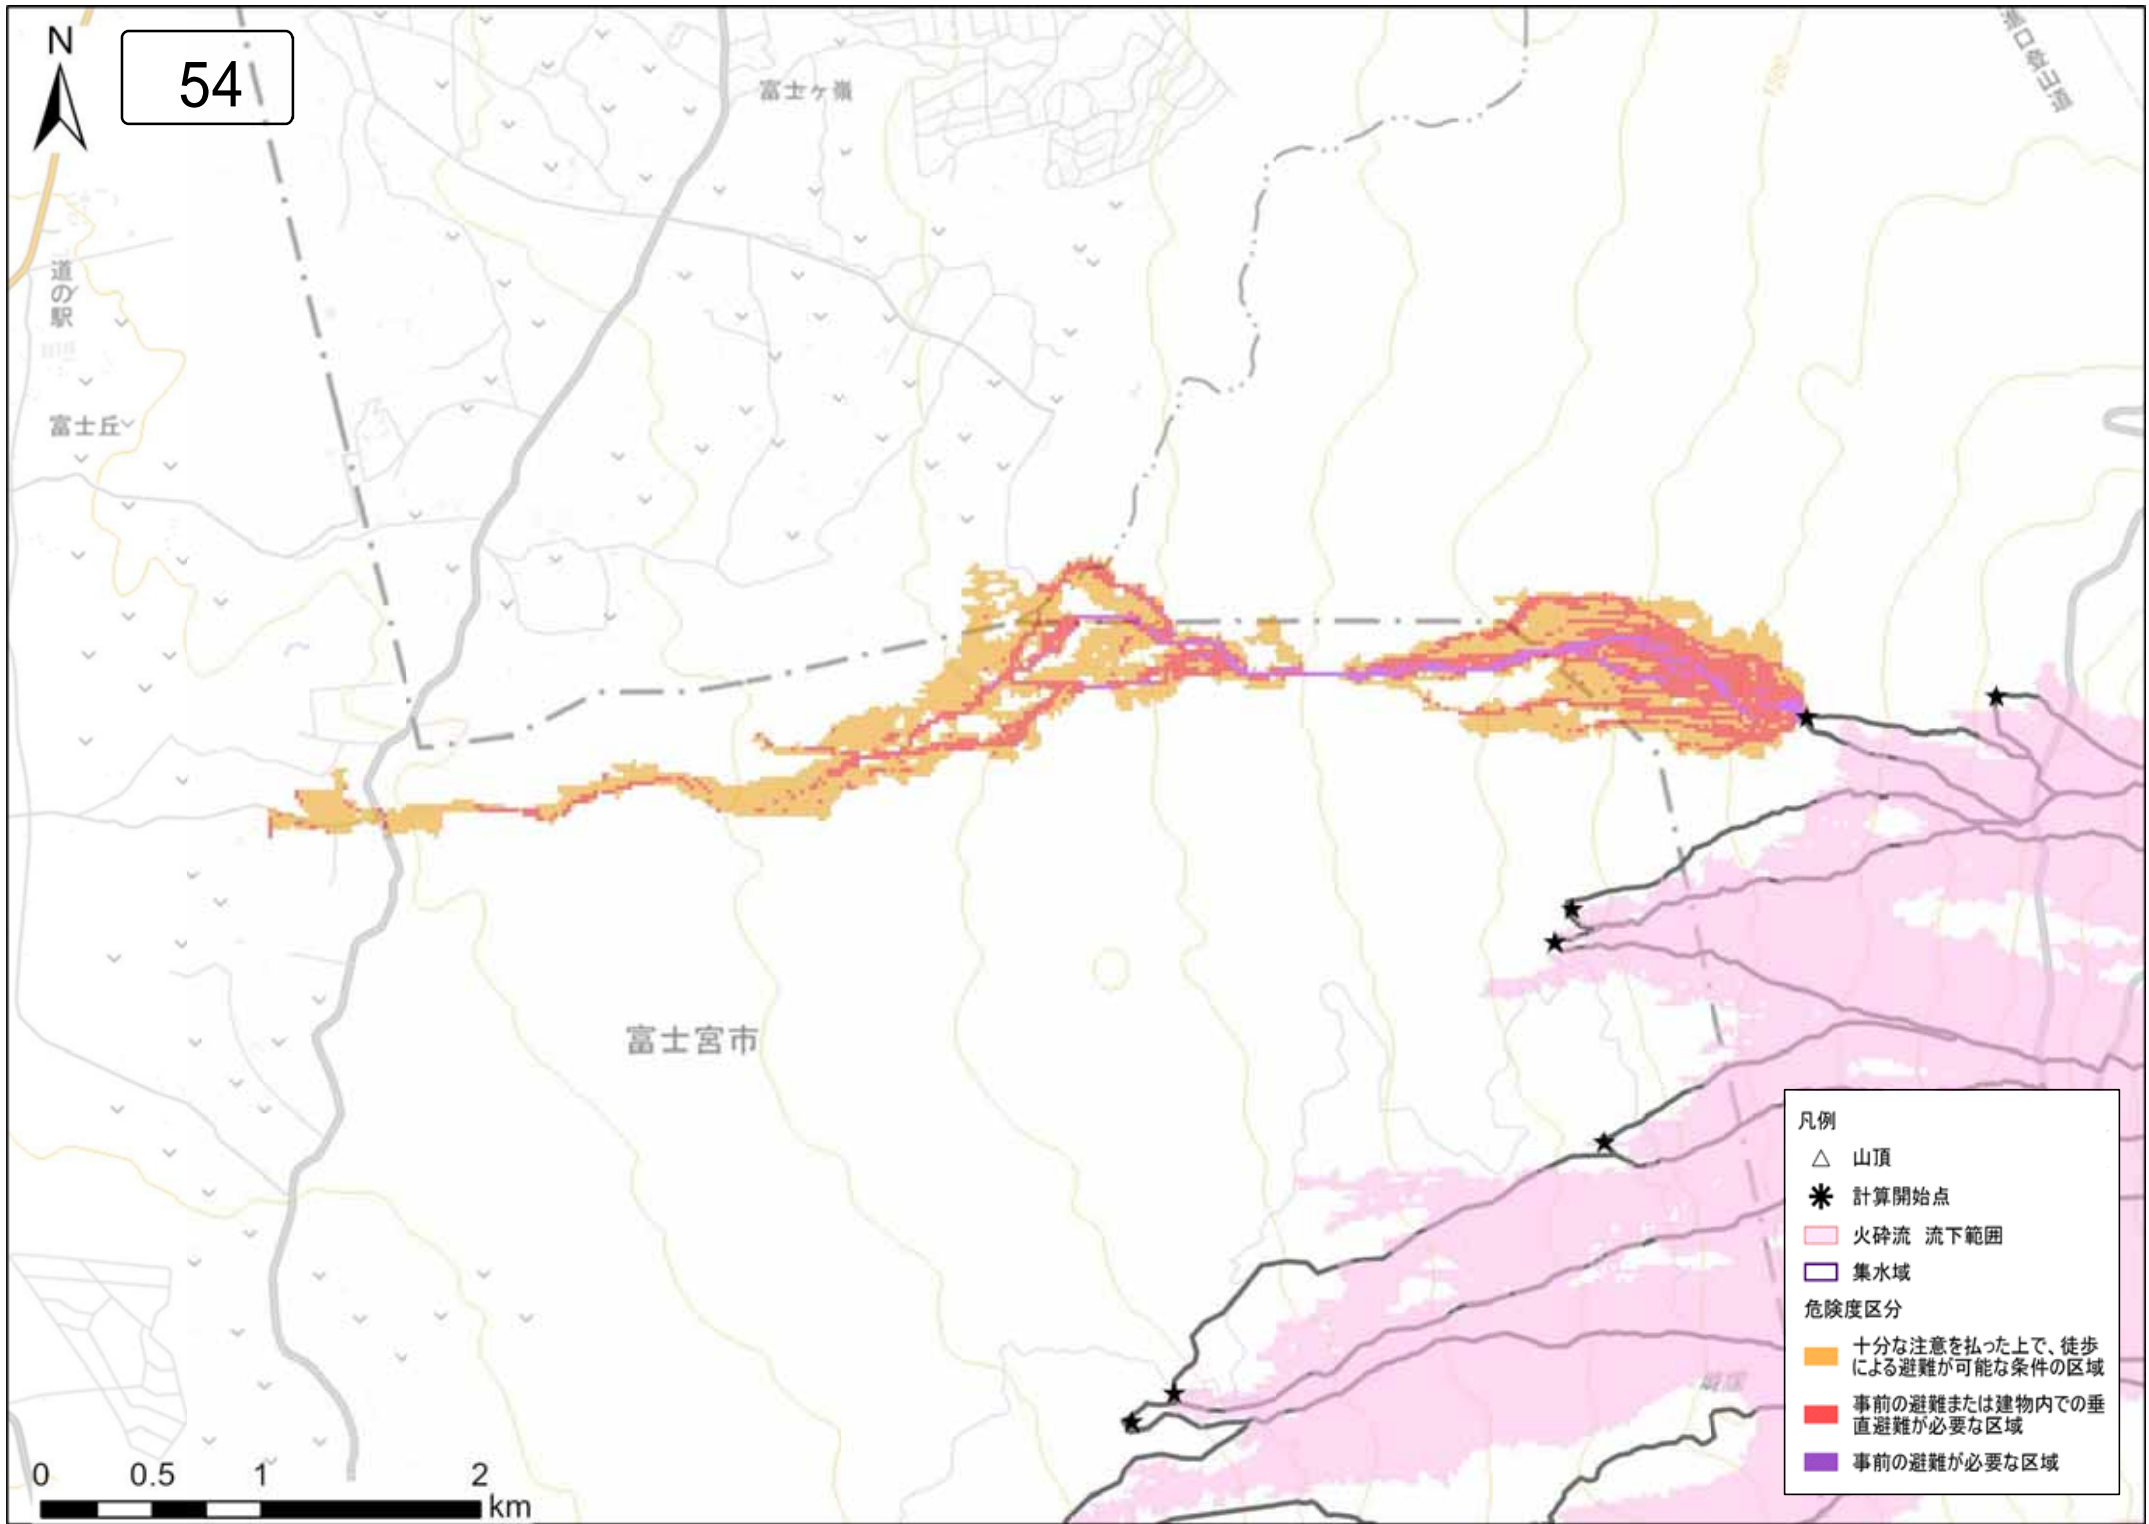 N
54
富士ヶ嶺
1200
道の駅
富士丘
富士宮市
凡例
山頂
計算開始点
火砕流 流下範囲
集水域
危険度区分
十分な注意を払った上で、徒歩
による避難が可能な条件の区域
事前の避難または建物内での垂
直避難が必要な区域
事前の避難が必要な区域
0 0.5 1 2
km